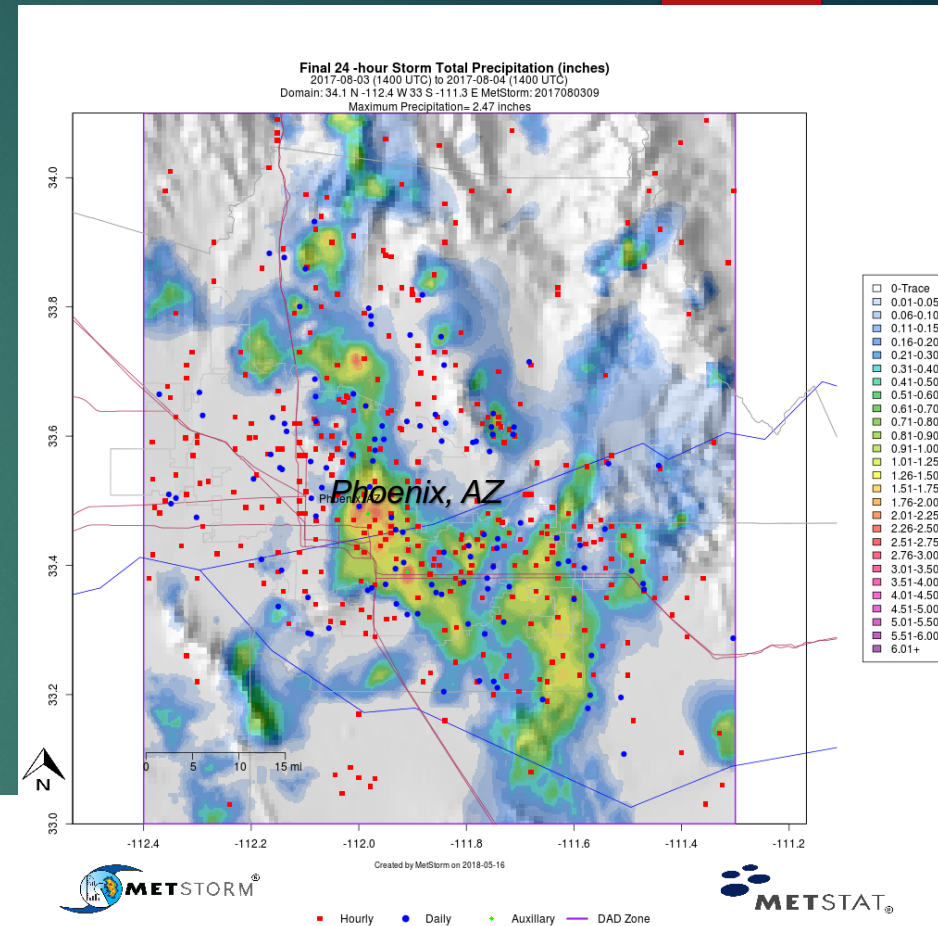 Final 24 -hour Storm Total Precipitation (inches)
2017-08-03 (1400 UTC) to 2017-08-04 (1400 UTC)
Domain: 34.1 N -112.4 W 33 S -111.3 E MetStorm: 2017080309
Maximum Precipitation= 2.47 inches
34.0
33.8
33.6
33.4
33.2
33.0
Phoenix, AZ
Phoenix, AZ
0 5 10 15 mi
N
-112.4 -112.2 -112.0 -111.8 -111.6 -111.4 -111.2
0-Trace
0.01-0.05
0.06-0.10
0.11-0.15
0.16-0.20
0.21-0.30
0.31-0.40
0.41-0.50
0.51-0.60
0.61-0.70
0.71-0.80
0.81-0.90
0.91-1.00
1.01-1.25
1.26-1.50
1.51-1.75
1.76-2.00
2.01-2.25
2.26-2.50
2.51-2.75
2.76-3.00
3.01-3.50
3.51-4.00
4.01-4.50
4.51-5.00
5.01-5.50
5.51-6.00
6.01+
Created by MetStorm on 2018-05-16
METSTORM®
METSTAT®
Hourly Daily Auxillary DAD Zone